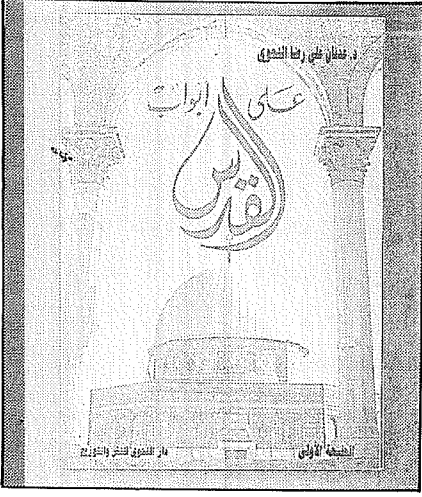 د. عدنان علي رضا النحوي
على أبواب
القدس
الطبعة الأولى
دار النحوي للنشر والتوزيع